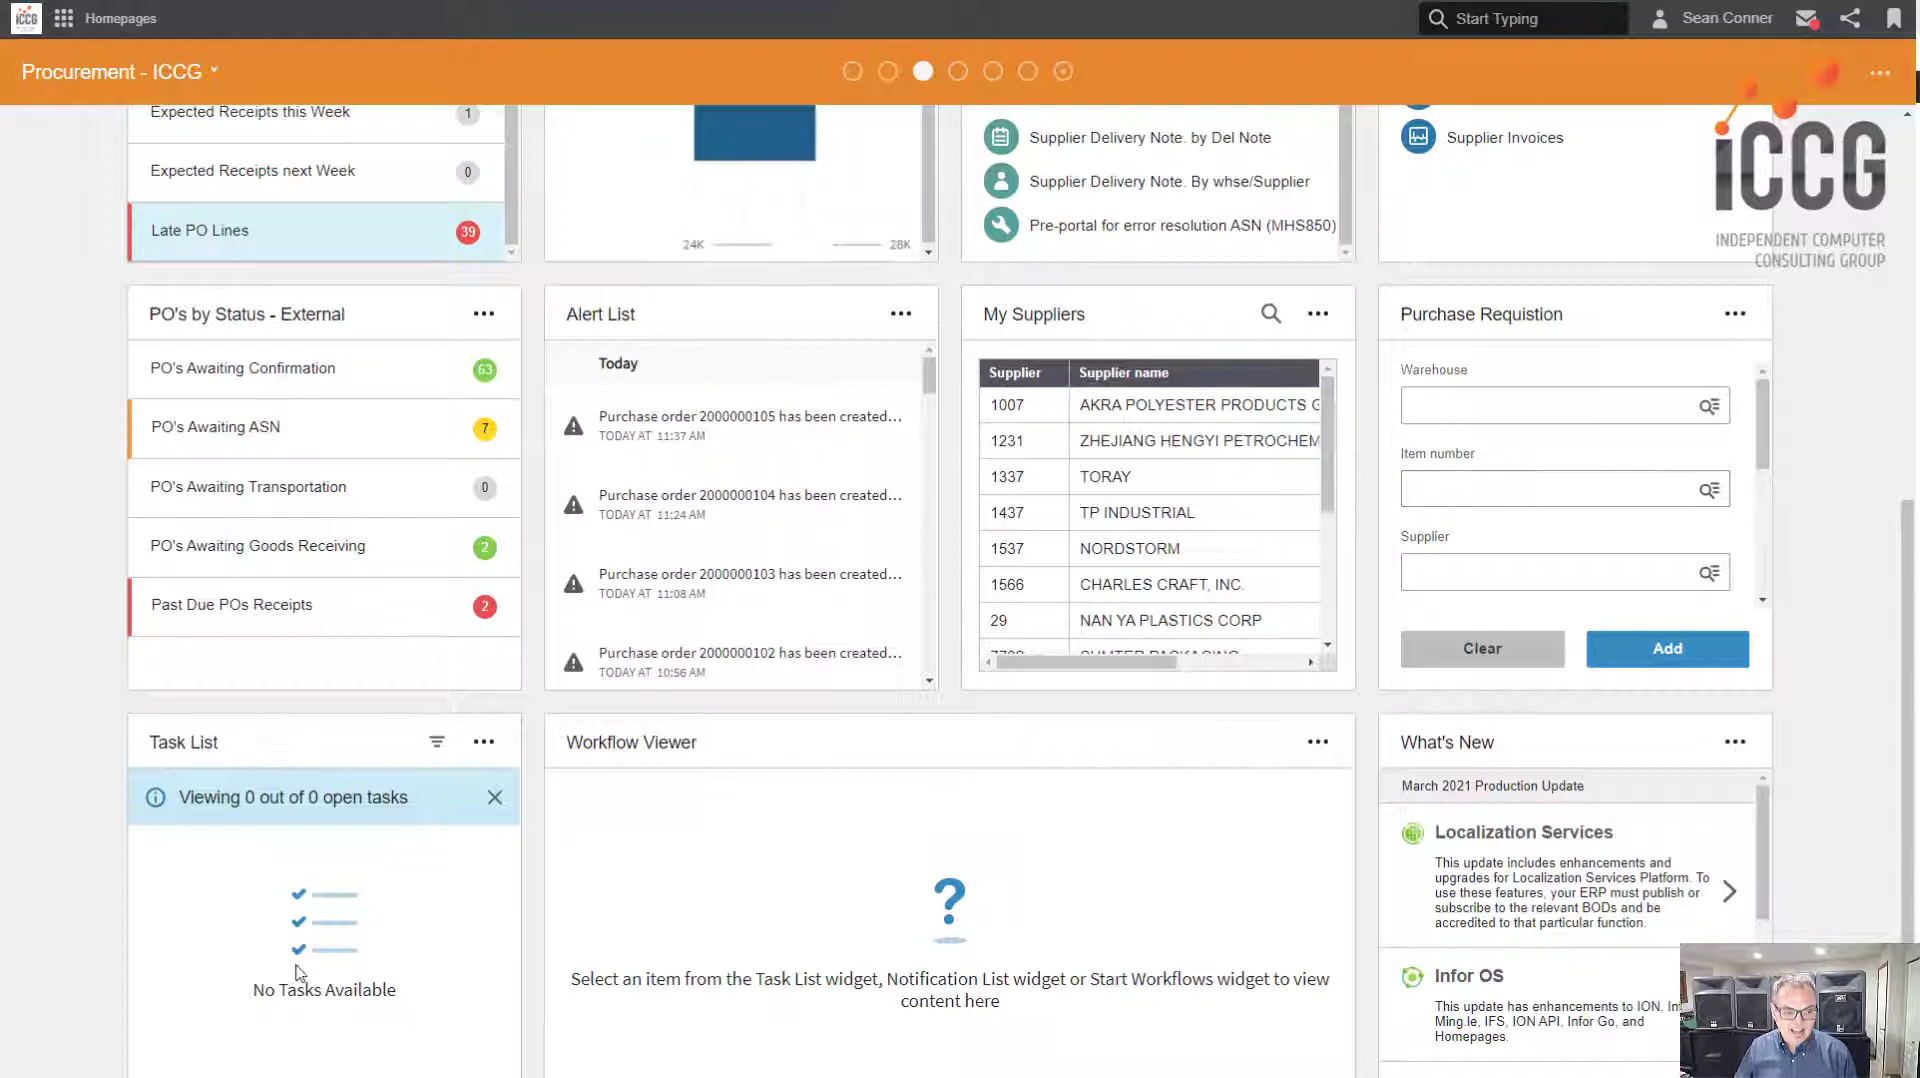 iCCG
Homepages
Start Typing
Sean Conner
Procurement - ICCG
Expected Receipts this Week
1
Expected Receipts next Week
0
Late PO Lines
39
24K
28K
Supplier Delivery Note. by Del Note
Supplier Delivery Note. By whse/Supplier
Pre-portal for error resolution ASN (MHS850)
Supplier Invoices
iCCG
INDEPENDENT COMPUTER
CONSULTING GROUP
PO's by Status - External
PO's Awaiting Confirmation
63
PO's Awaiting ASN
7
PO's Awaiting Transportation
0
PO's Awaiting Goods Receiving
2
Past Due POs Receipts
2
Alert List
Today
Purchase order 2000000105 has been created...
TODAY AT 11:37 AM
Purchase order 2000000104 has been created...
TODAY AT 11:24 AM
Purchase order 2000000103 has been created...
TODAY AT 11:08 AM
Purchase order 2000000102 has been created...
TODAY AT 10:56 AM
My Suppliers
Supplier Supplier name
1007 AKRA POLYESTER PRODUCTS
1231 ZHEJIANG HENGYI PETROCHEM
1337 TORAY
1437 TP INDUSTRIAL
1537 NORDSTORM
1566 CHARLES CRAFT, INC.
29 NAN YA PLASTICS CORP
Purchase Requistion
Warehouse
Item number
Supplier
Clear
Add
Task List
Viewing 0 out of 0 open tasks
No Tasks Available
Workflow Viewer
?
Select an item from the Task List widget, Notification List widget or Start Workflows widget to view
content here
What's New
March 2021 Production Update
Localization Services
This update includes enhancements and
upgrades for Localization Services Platform. To
use these features, your ERP must publish or
subscribe to the relevant BODs and be
accredited to that particular function.
Infor OS
This update has enhancements to ION,
Ming.le, IFS, ION API, Infor Go, and
Homepages.